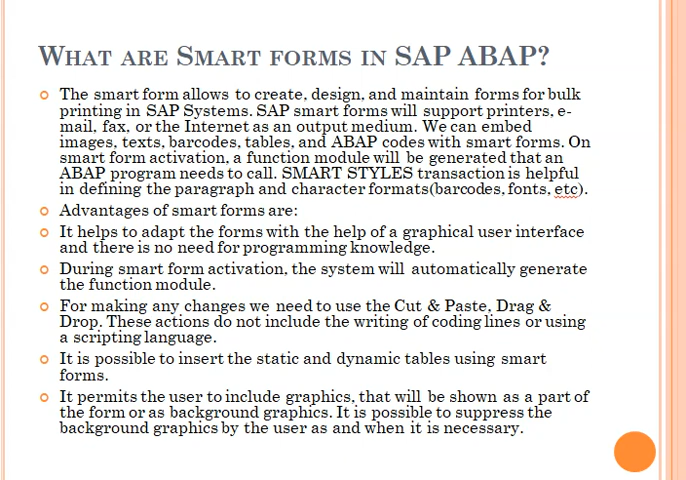 WHAT ARE SMART FORMS IN SAP ABAP?
The smart form allows to create, design, and maintain forms for bulk
printing in SAP Systems. SAP smart forms will support printers, e-
mail, fax, or the Internet as an output medium. We can embed
images, texts, barcodes, tables, and ABAP codes with smart forms. On
smart form activation, a function module will be generated that an
ABAP program needs to call. SMART STYLES transaction is helpful
in defining the paragraph and character formats(barcodes, fonts, etc).
Advantages of smart forms are:
It helps to adapt the forms with the help of a graphical user interface
and there is no need for programming knowledge.
During smart form activation, the system will automatically generate
the function module.
For making any changes we need to use the Cut & Paste, Drag &
Drop. These actions do not include the writing of coding lines or using
a scripting language.
It is possible to insert the static and dynamic tables using smart
forms.
It permits the user to include graphics, that will be shown as a part of
the form or as background graphics. It is possible to suppress the
background graphics by the user as and when it is necessary.